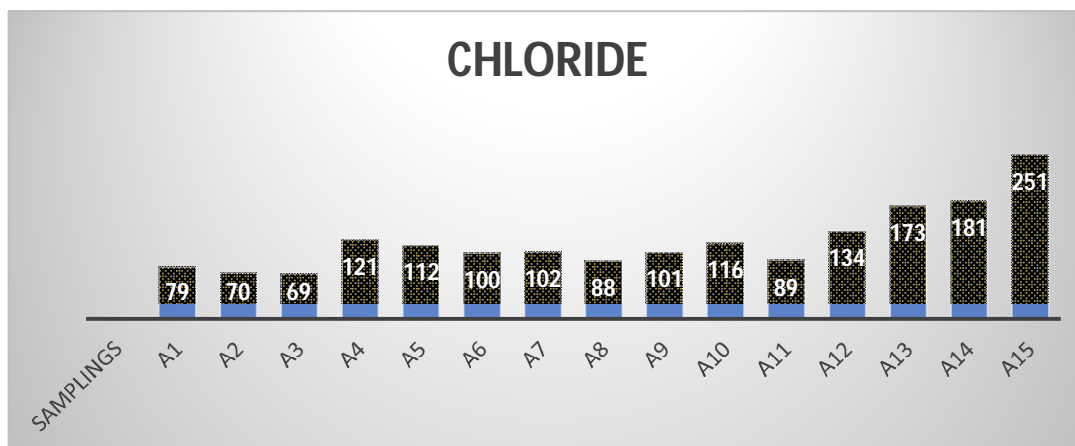 CHLORIDE
79 70 69 121 112 100 102 88 101 116 89 134 173 181 251
SAMPLINGS A1 A2 A3 A4 A5 A6 A7 A8 A9 A10 A11 A12 A13 A14 A15